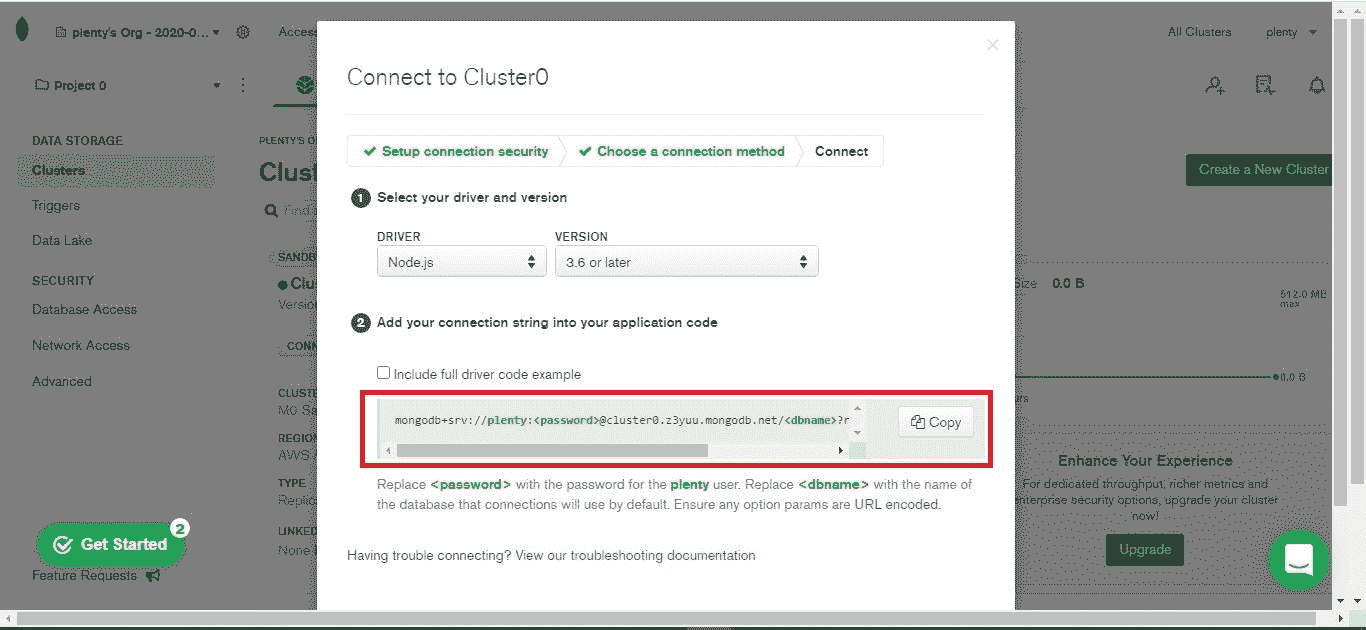 plenty's Org - 2020-0...
Access
All Clusters
plenty
Project 0
DATA STORAGE
Clusters
Triggers
Data Lake
SECURITY
Database Access
Network Access
Advanced
Get Started
2
Feature Requests
PLENTY'S O
Clust
Find a
SANDB
Clu
Versio
CONN
CLUSTE
M0 Sa
REGIO
AWS
TYPE
Replic
LINKED
None
Connect to Cluster0
Setup connection security
Choose a connection method
Connect
1 Select your driver and version
DRIVER VERSION
Node.js 3.6 or later
2 Add your connection string into your application code
Include full driver code example
mongodb+srv://plenty:<password>@cluster0.z3yuu.mongodb.net/<dbname>?r
Copy
Replace <password> with the password for the plenty user. Replace <dbname> with the name of
the database that connections will use by default. Ensure any option params are URL encoded.
Having trouble connecting? View our troubleshooting documentation
Create a New Cluster
Size 0.0 B
512.0 MB
max
0.0 B
Enhance Your Experience
For dedicated throughput, richer metrics and
enterprise security options, upgrade your cluster
now!
Upgrade